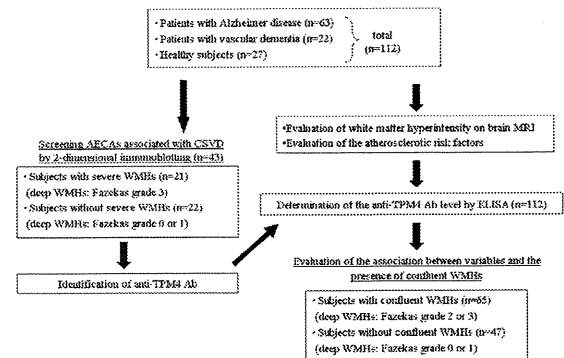 ・Patients with Alzheimer disease (n=63)
・Patients with vascular dementia (n=22)
・Healthy subjects (n=27)
total
(n=112)
Screening AECAs associated with CSVD
by 2-dimensional immunoblotting (n=43)
・Subjects with severe WMHs (n=21)
(deep WMHs: Fazekas grade 3)
・Subjects without severe WMHs (n=22)
(deep WMHs: Fazekas grade 0 or 1)
Identification of anti-TPM4 Ab
•Evaluation of white matter hyperintensity on brain MRI
•Evaluation of the atherosclerotic risk factors
Determination of the anti-TPM4 Ab level by ELISA (n=112)
Evaluation of the association between variables and the
presence of confluent WMHs
・Subjects with confluent WMHs (n=65)
(deep WMHs: Fazekas grade 2 or 3)
・Subjects without confluent WMHs (n=47)
(deep WMHs: Fazekas grade 0 or 1)